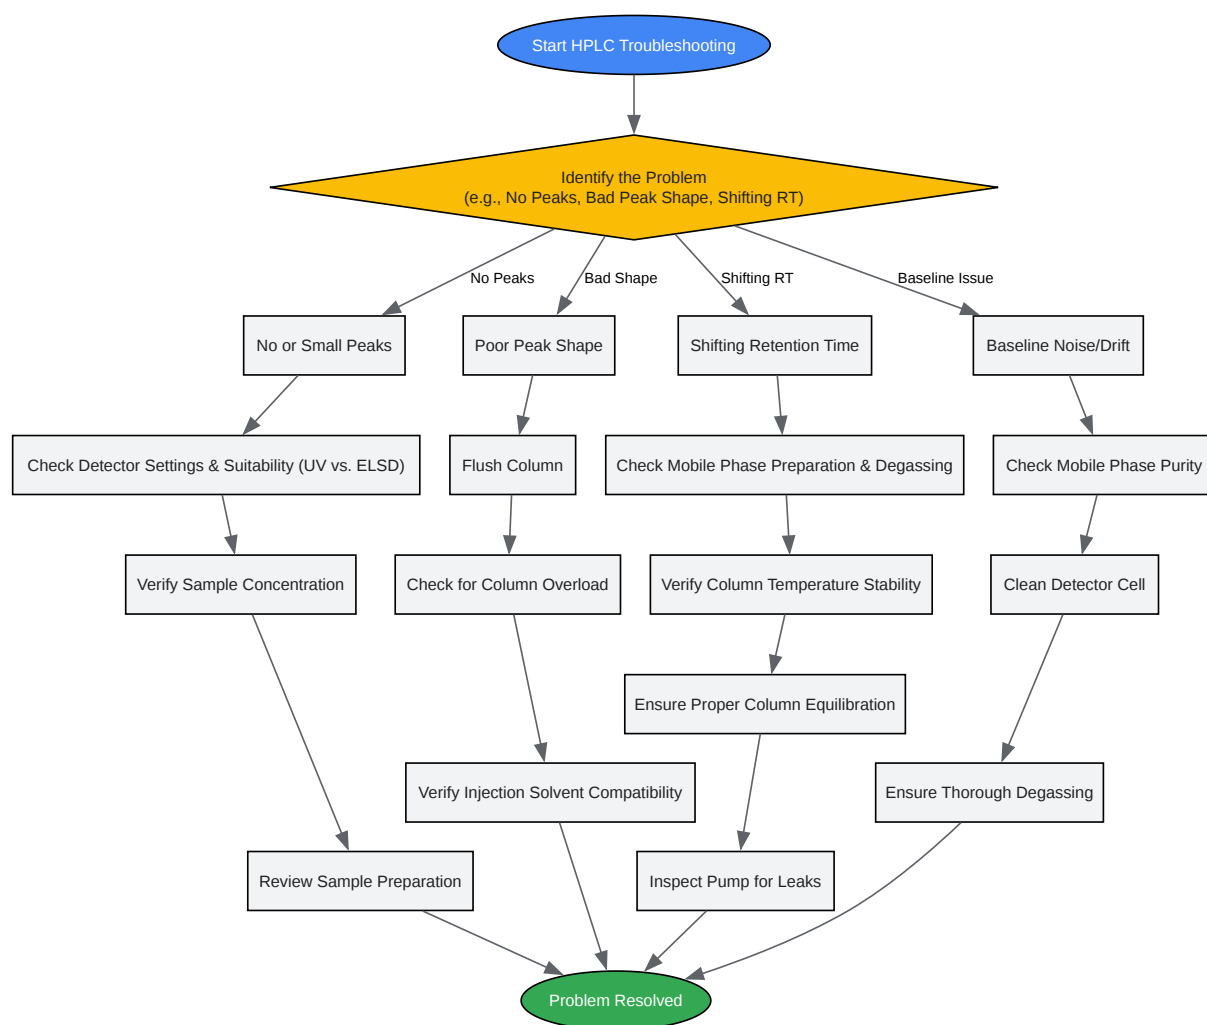 Start HPLC Troubleshooting
Identify the Problem
(e.g., No Peaks, Bad Peak Shape, Shifting RT)
No Peaks
Bad Shape
Shifting RT
Baseline Issue
No or Small Peaks
Poor Peak Shape
Shifting Retention Time
Baseline Noise/Drift
Check Detector Settings & Suitability (UV vs. ELSD)
Flush Column
Check Mobile Phase Preparation & Degassing
Check Mobile Phase Purity
Verify Sample Concentration
Check for Column Overload
Verify Column Temperature Stability
Clean Detector Cell
Ensure Proper Column Equilibration
Verify Injection Solvent Compatibility
Ensure Thorough Degassing
Review Sample Preparation
Inspect Pump for Leaks
Problem Resolved